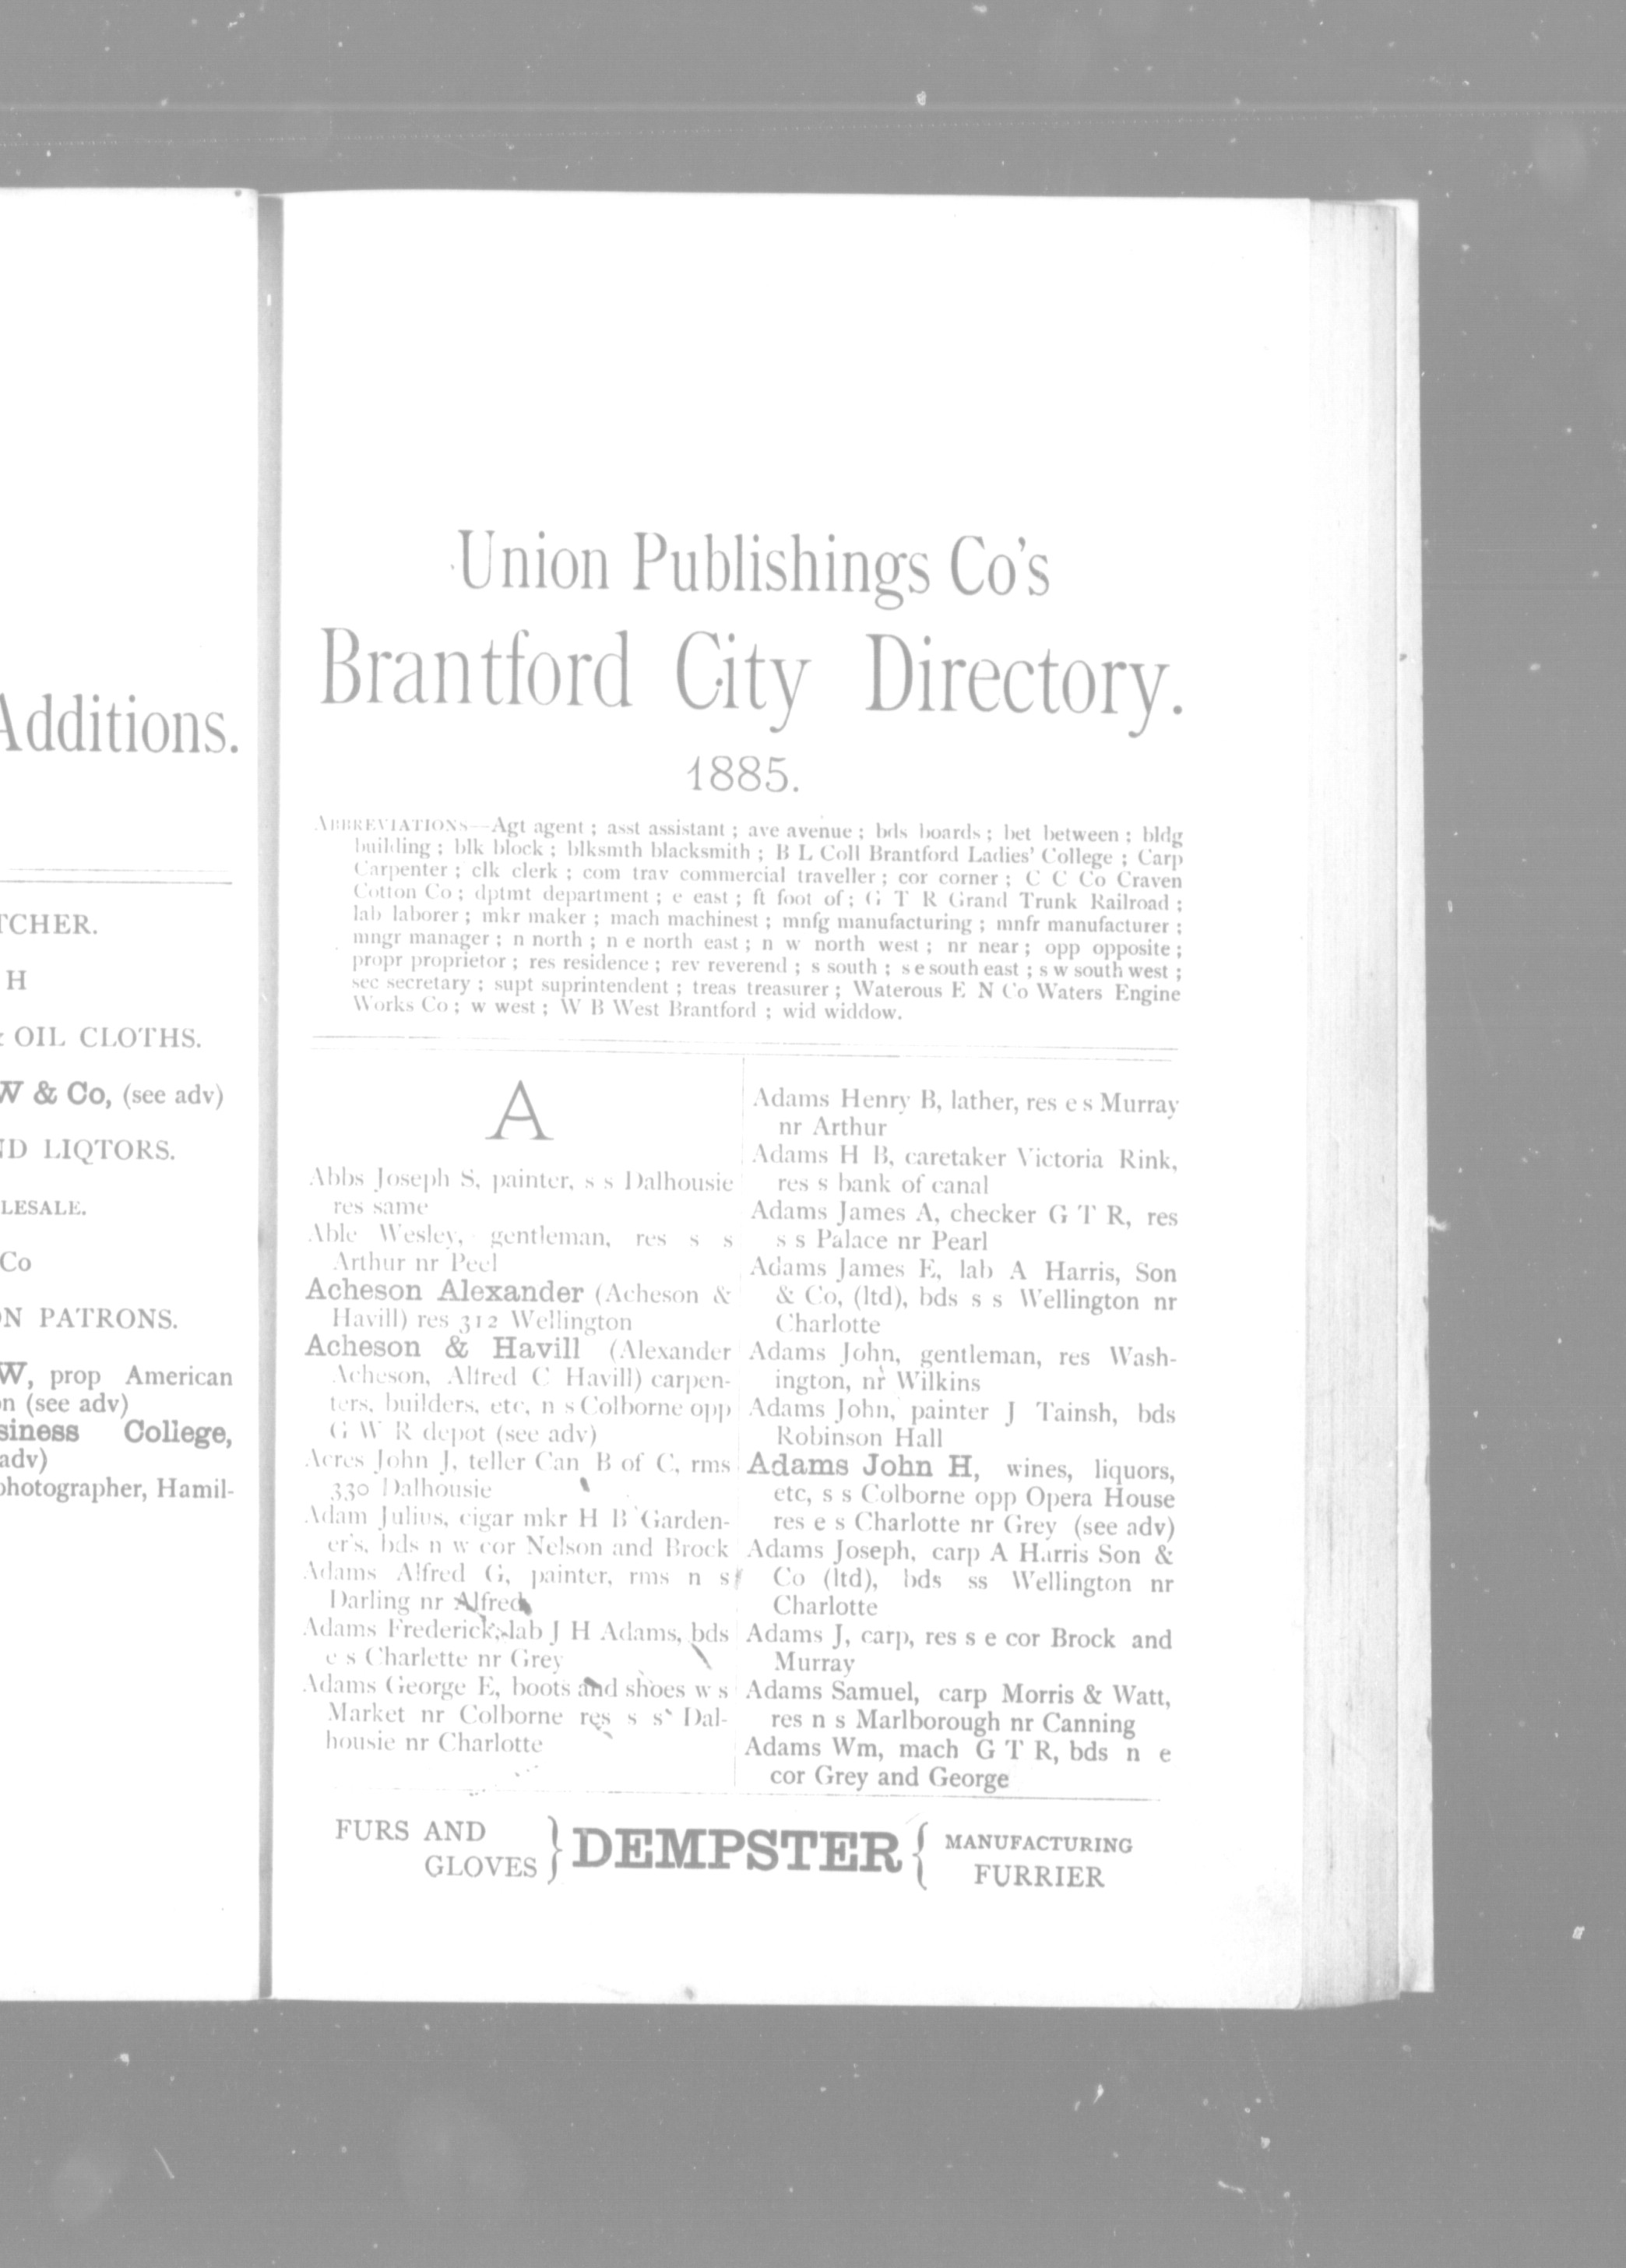 Additions.
TCHER.
H
& OIL CLOTHS.
W & Co, (see adv)
ND LIQTORS.
LESALE.
Co
ON PATRONS.
W, prop American
n (see adv)
siness College,
adv)
photographer, Hamil-
Union Publishings Co's
Brantford City Directory.
1885.
ABBREVIATIONS—Agt agent ; asst assistant ; ave avenue ; bds boards ; bet between ; bldg
building ; blk block ; blksmth blacksmith ; B L Coll Brantford Ladies' College ; Carp
Carpenter ; clk clerk ; com trav commercial traveller ; cor corner ; C C Co Craven
Cotton Co ; dptmt department ; e east ; ft foot of ; G T R Grand Trunk Railroad ;
lab laborer ; mkr maker ; mach machinest ; mnfg manufacturing ; mnfr manufacturer ;
mngr manager ; n north ; n e north east ; n w north west ; nr near ; opp opposite ;
propr proprietor ; res residence ; rev reverend ; s south ; s e south east ; s w south west ;
sec secretary ; supt suprintendent ; treas treasurer ; Waterous E N Co Waters Engine
Works Co ; w west ; W B West Brantford ; wid widdow.
A
Abbs Joseph S, painter, s s Dalhousie
res same
Able Wesley, gentleman, res s s
Arthur nr Peel
Acheson Alexander (Acheson &
Havill) res 312 Wellington
Acheson & Havill (Alexander
Acheson, Alfred C Havill) carpen-
ters, builders, etc, n s Colborne opp
G W R depot (see adv)
Acres John J, teller Can B of C, rms
330 Dalhousie
Adam Julius, cigar mkr H B Garden-
er's, bds n w cor Nelson and Brock
Adams Alfred G, painter, rms n s
Darling nr Alfred
Adams Frederick, lab J H Adams, bds
e s Charlette nr Grey
Adams George E, boots and shoes w s
Market nr Colborne res s s Dal-
housie nr Charlotte
Adams Henry B, lather, res e s Murray
nr Arthur
Adams H B, caretaker Victoria Rink,
res s bank of canal
Adams James A, checker G T R, res
s s Palace nr Pearl
Adams James E, lab A Harris, Son
& Co, (ltd), bds s s Wellington nr
Charlotte
Adams John, gentleman, res Wash-
ington, nr Wilkins
Adams John, painter J Tainsh, bds
Robinson Hall
Adams John H, wines, liquors,
etc, s s Colborne opp Opera House
res e s Charlotte nr Grey (see adv)
Adams Joseph, carp A Harris Son &
Co (ltd), bds ss Wellington nr
Charlotte
Adams J, carp, res s e cor Brock and
Murray
Adams Samuel, carp Morris & Watt,
res n s Marlborough nr Canning
Adams Wm, mach G T R, bds n e
cor Grey and George
FURS AND
GLOVES } DEMPSTER { MANUFACTURING
FURRIER